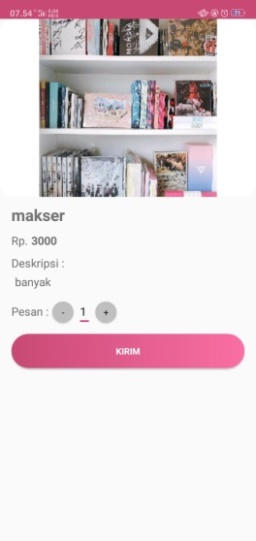 07.54
makser
Rp. 3000
Deskripsi :
banyak
Pesan : - 1 +
KIRIM